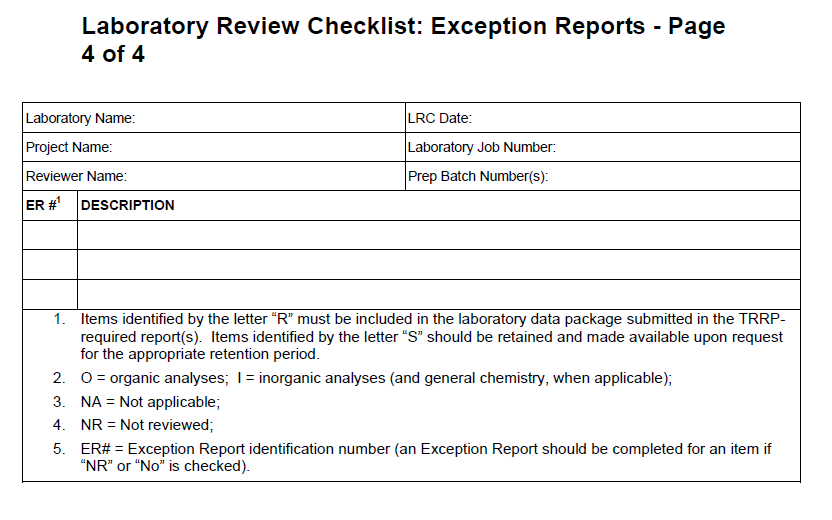 Laboratory Review Checklist: Exception Reports - Page
4 of 4
Laboratory Name:
LRC Date:
Project Name:
Laboratory Job Number:
Reviewer Name:
Prep Batch Number(s):
ER #1
DESCRIPTION
1. Items identified by the letter “R” must be included in the laboratory data package submitted in the TRRP-
required report(s).  Items identified by the letter “S” should be retained and made available upon request
for the appropriate retention period.
2. O = organic analyses;  I = inorganic analyses (and general chemistry, when applicable);
3. NA = Not applicable;
4. NR = Not reviewed;
5. ER# = Exception Report identification number (an Exception Report should be completed for an item if
“NR” or “No” is checked).